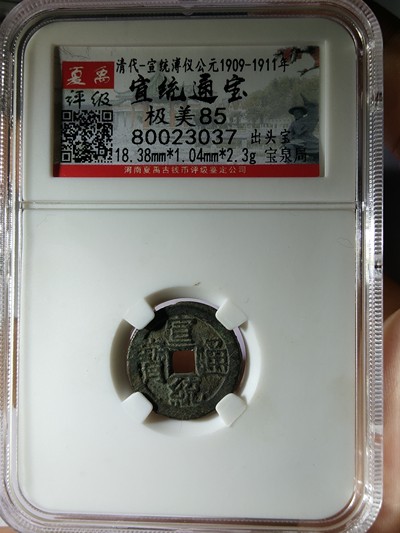 清代-宣统溥仪公元1909-1911年
夏禹
评级
宣统通宝
极美85
80023037 出头宝
18.38mm*1.04mm*2.3g 宝泉局
河南夏禹古钱币评级鉴定公司
宣
寳 通
統